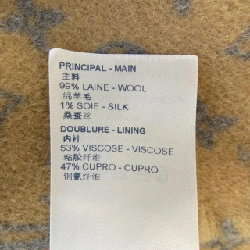 PRINCIPAL - MAIN
主料
99% LAINE - WOOL
绵羊毛
1% SOIE - SILK
桑蚕丝
DOUBLURE - LINING
内衬
53% VISCOSE - VISCOSE
粘胶纤维
47% CUPRO - CUPRO
铜氨纤维